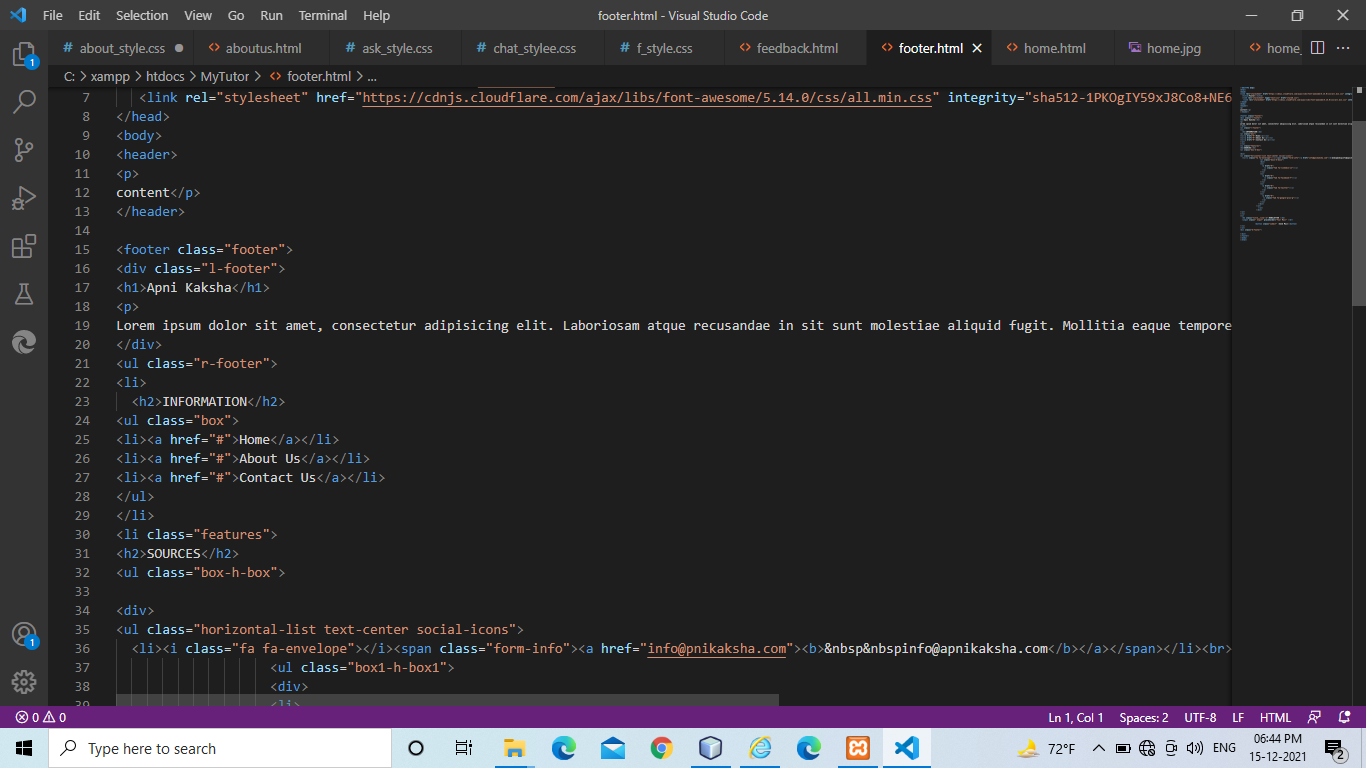 File Edit Selection View Go Run Terminal Help footer.html - Visual Studio Code
# about_style.css <> aboutus.html # ask_style.css # chat_stylee.css # f_style.css <> feedback.html <> footer.html <> home.html home.jpg <> home_
C: > xampp > htdocs > MyTutor > <> footer.html > ...
7 <link rel="stylesheet" href="https://cdnjs.cloudflare.com/ajax/libs/font-awesome/5.14.0/css/all.min.css" integrity="sha512-1PKOgIY59xJ8Co8+NE6
8 </head>
9 <body>
10 <header>
11 <p>
12 content</p>
13 </header>
14
15 <footer class="footer">
16 <div class="l-footer">
17 <h1>Apni Kaksha</h1>
18 <p>
19 Lorem ipsum dolor sit amet, consectetur adipisicing elit. Laboriosam atque recusandae in sit sunt molestiae aliquid fugit. Mollitia eaque tempore
20 </div>
21 <ul class="r-footer">
22 <li>
23 <h2>INFORMATION</h2>
24 <ul class="box">
25 <li><a href="#">Home</a></li>
26 <li><a href="#">About Us</a></li>
27 <li><a href="#">Contact Us</a></li>
28 </ul>
29 </li>
30 <li class="features">
31 <h2>SOURCES</h2>
32 <ul class="box-h-box">
33
34 <div>
35 <ul class="horizontal-list text-center social-icons">
36 <li><i class="fa fa-envelope"></i><span class="form-info"><a href="info@pnikaksha.com"><b>&nbsp&nbspinfo@apnikaksha.com</b></a></span></li><br>
37 <ul class="box1-h-box1">
38 <div>
39 <li>
1
1
0 0 Ln 1, Col 1 Spaces: 2 UTF-8 LF HTML
Type here to search 72°F ENG 06:44 PM
15-12-2021 2